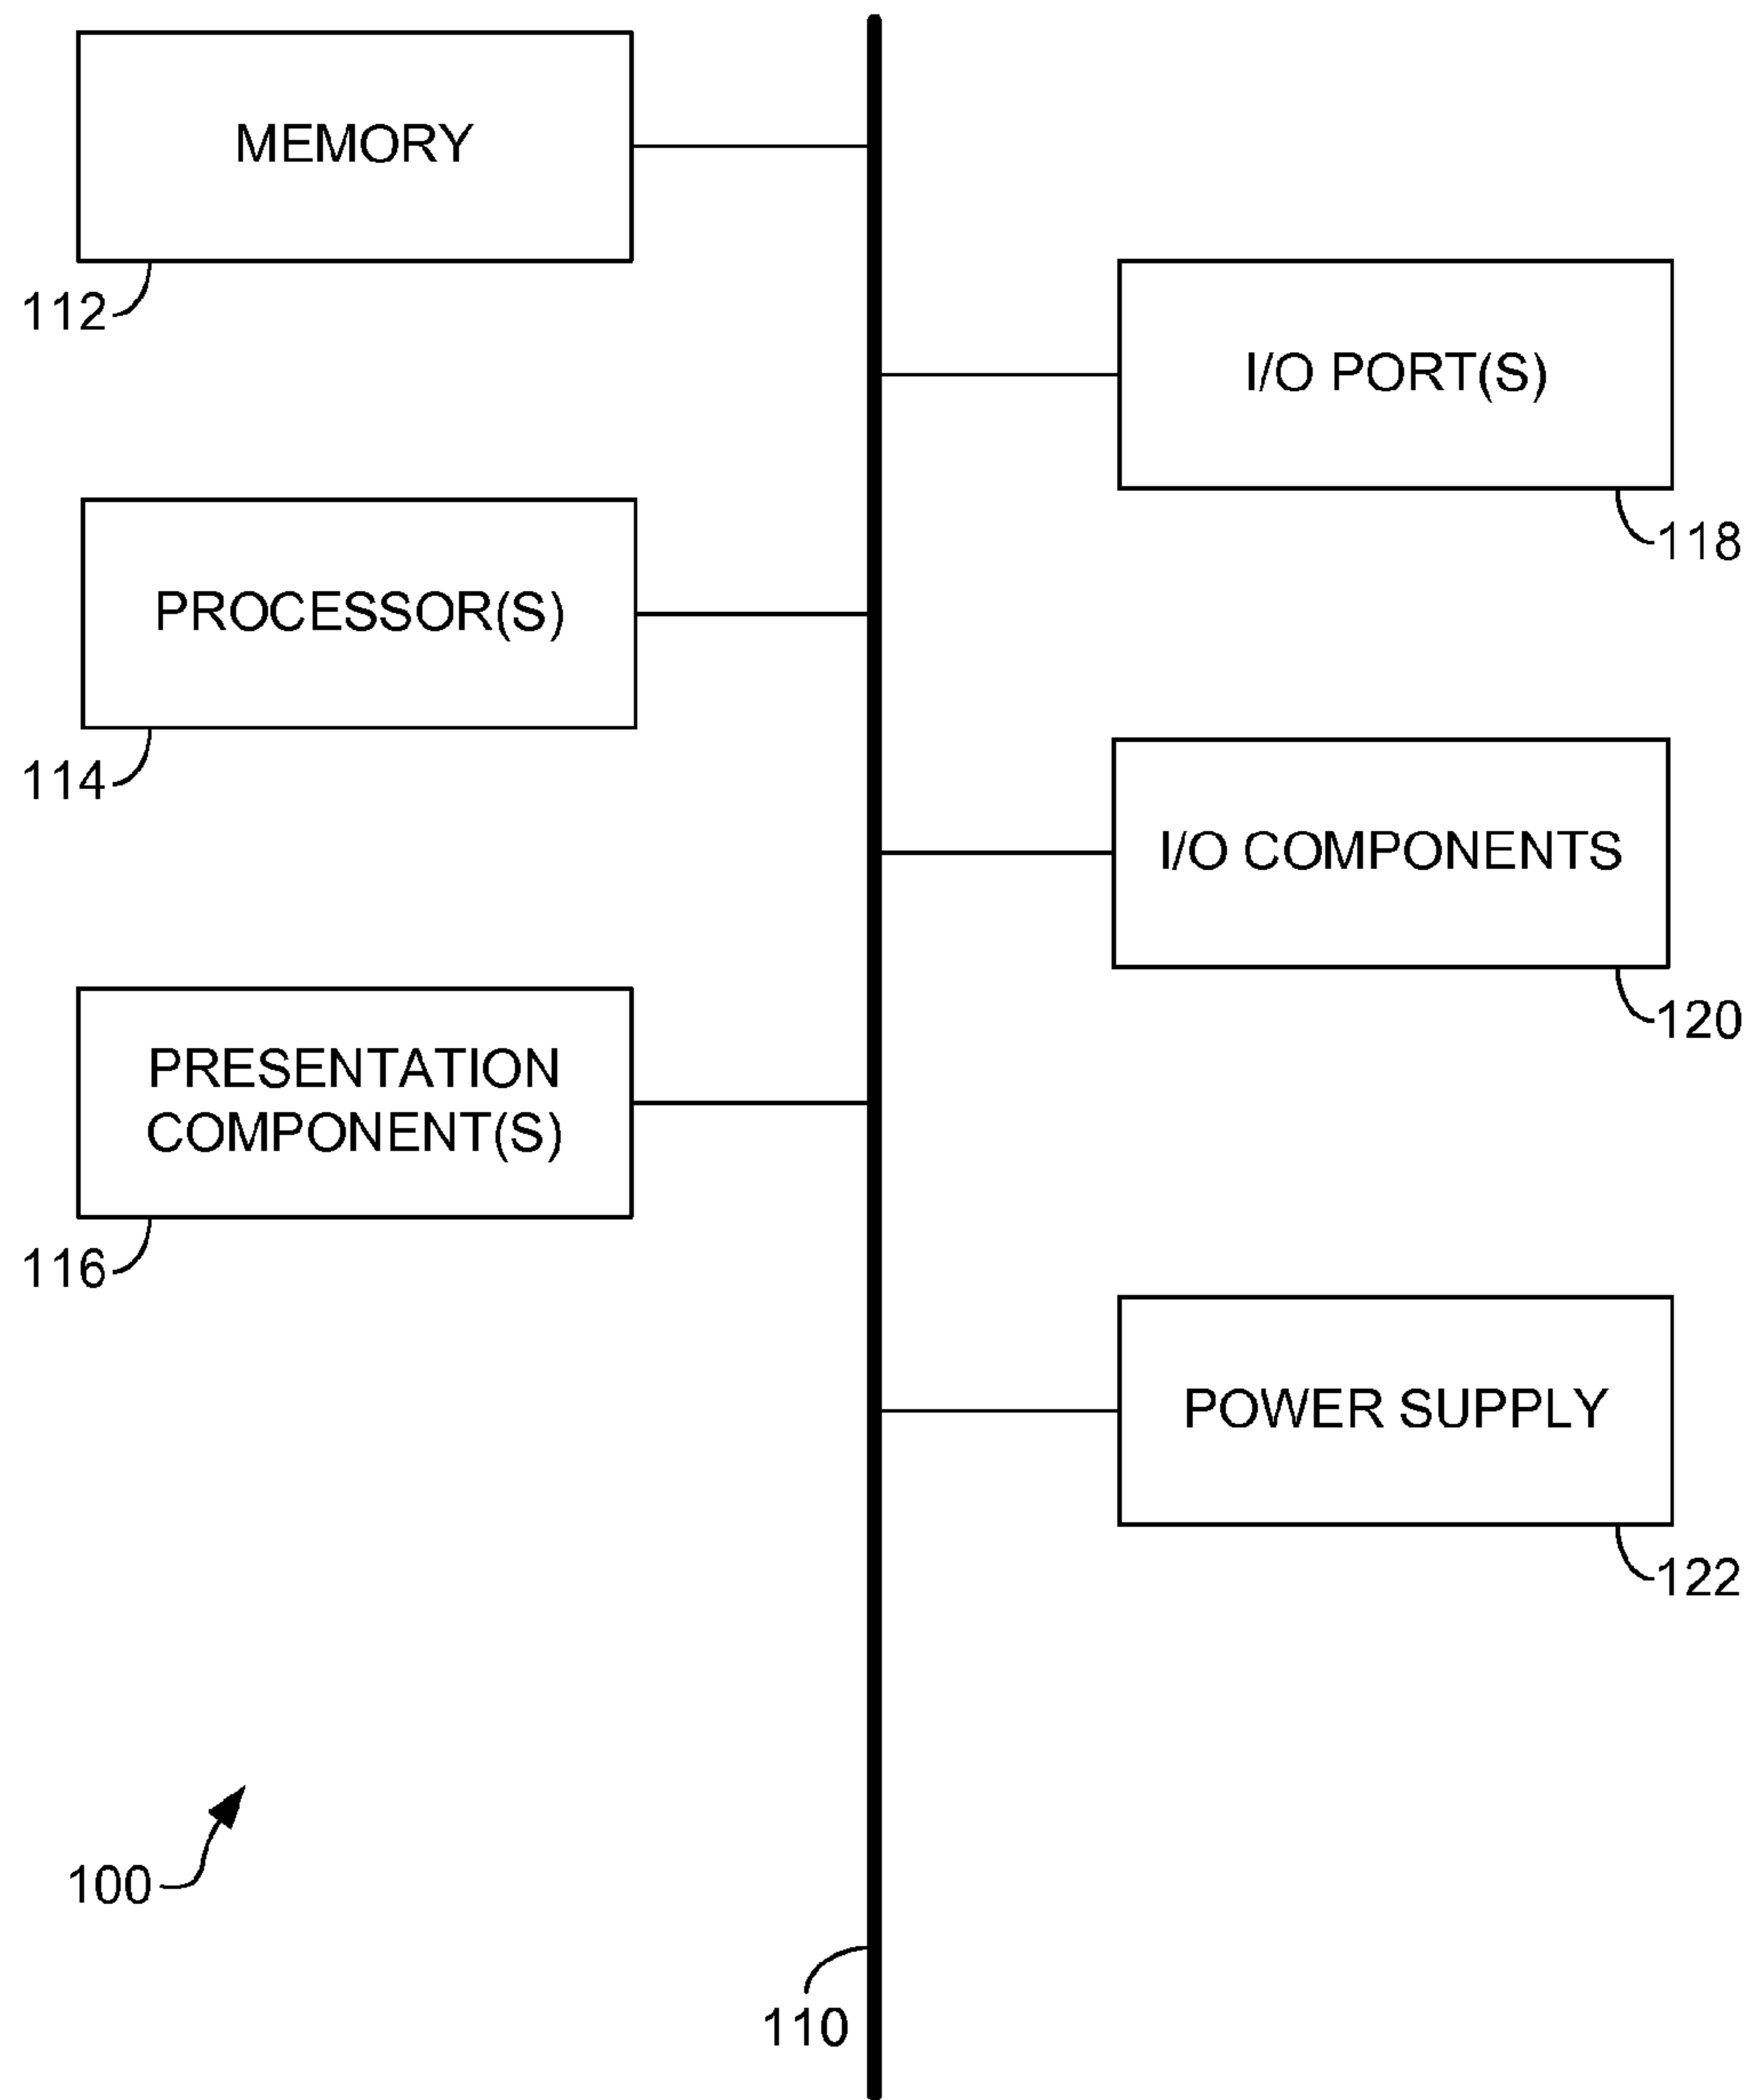 MEMORY
112
I/O PORT(S)
118
PROCESSOR(S)
114
I/O COMPONENTS
120
PRESENTATION
COMPONENT(S)
116
POWER SUPPLY
122
100
110